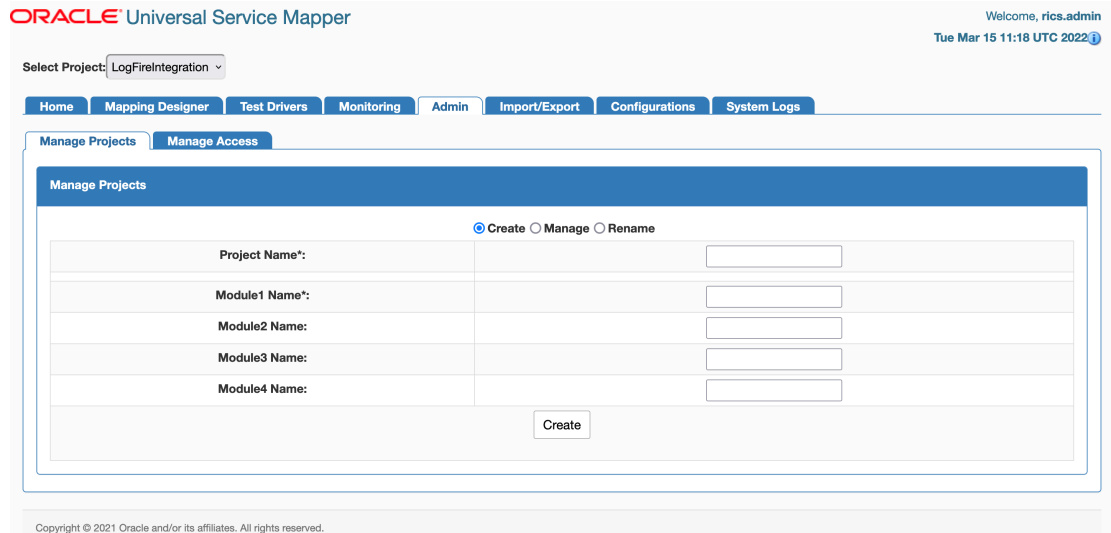 ORACLE® Universal Service Mapper
Welcome, rics.admin
Tue Mar 15 11:18 UTC 2022
Select Project: LogFireIntegration
Home Mapping Designer Test Drivers Monitoring Admin Import/Export Configurations System Logs
Manage Projects Manage Access
Manage Projects
Create Manage Rename
Project Name*:
Module1 Name*:
Module2 Name:
Module3 Name:
Module4 Name:
Create
Copyright © 2021 Oracle and/or its affiliates. All rights reserved.